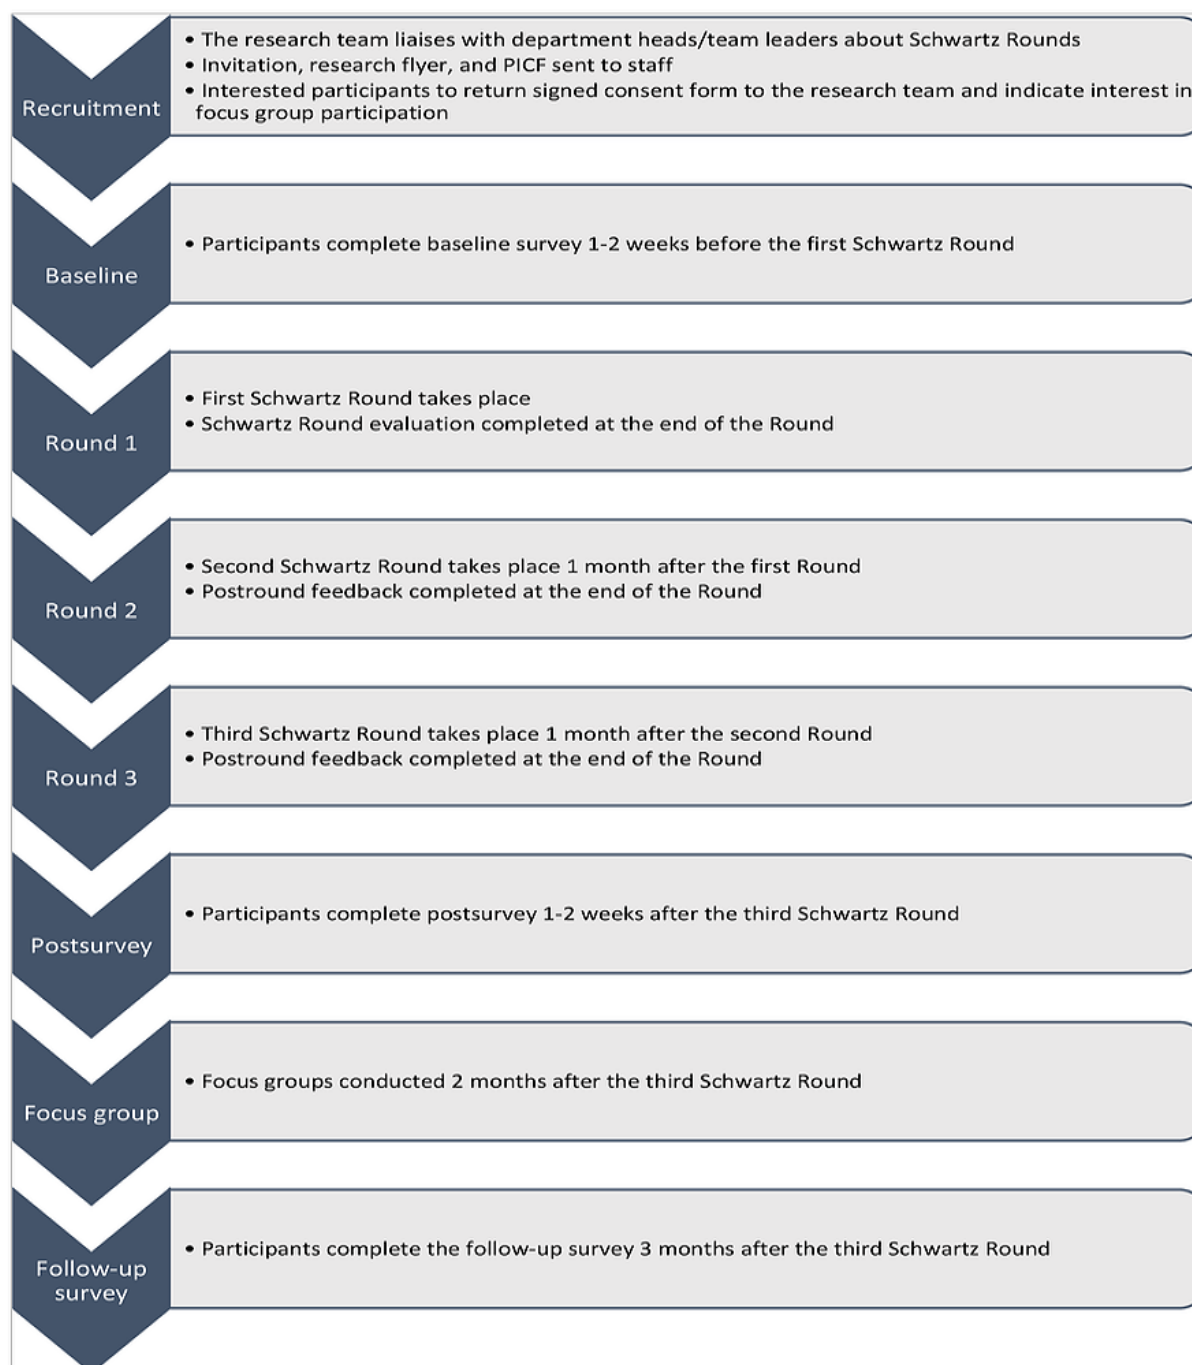 Recruitment
• The research team liaises with department heads/team leaders about Schwartz Rounds
• Invitation, research flyer, and PICF sent to staff
• Interested participants to return signed consent form to the research team and indicate interest in
focus group participation
Baseline
• Participants complete baseline survey 1-2 weeks before the first Schwartz Round
Round 1
• First Schwartz Round takes place
• Schwartz Round evaluation completed at the end of the Round
Round 2
• Second Schwartz Round takes place 1 month after the first Round
• Postround feedback completed at the end of the Round
Round 3
• Third Schwartz Round takes place 1 month after the second Round
• Postround feedback completed at the end of the Round
Postsurvey
• Participants complete postsurvey 1-2 weeks after the third Schwartz Round
Focus group
• Focus groups conducted 2 months after the third Schwartz Round
Follow-up
survey
• Participants complete the follow-up survey 3 months after the third Schwartz Round